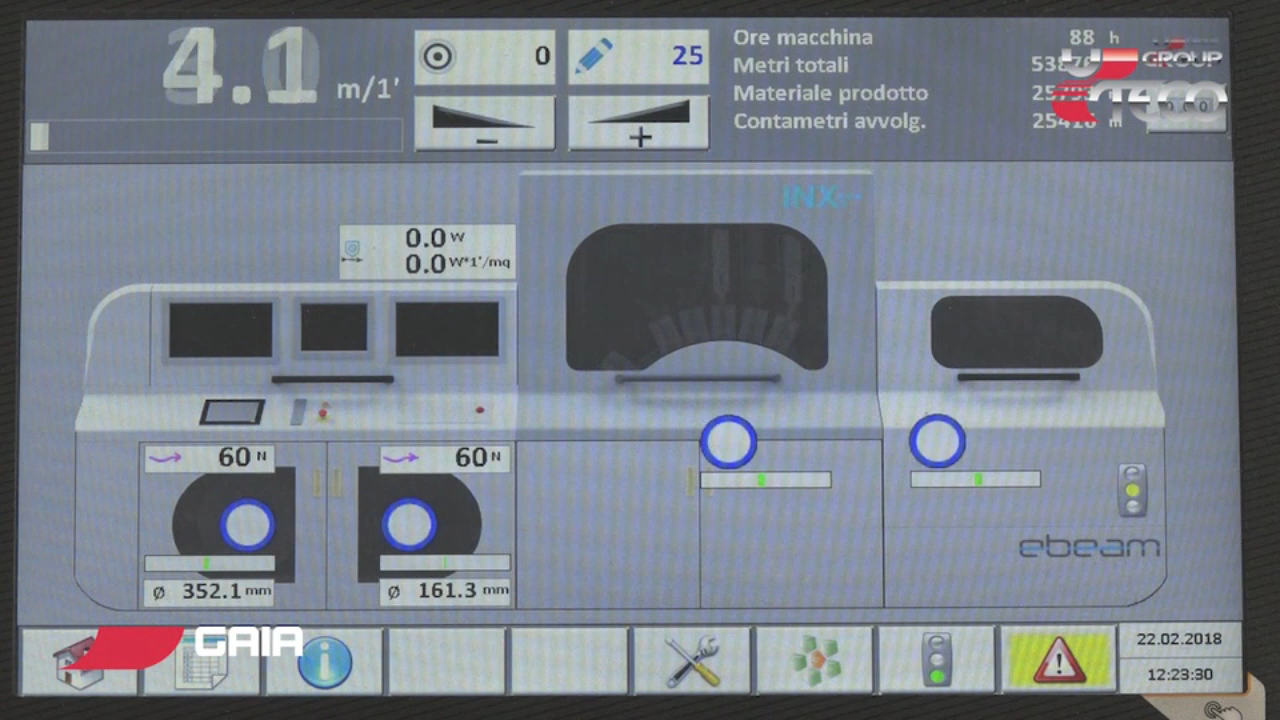 4.1 m/1'
0
25
−
+
Ore macchina 88 h
Metri totali
Materiale prodotto
Contametri avvolg. m
GROUP
INX
0.0 W
0.0 W*1'/mq
60 N
60 N
ebeam
ø 352.1 mm
ø 161.3 mm
GAIA
22.02.2018
12:23:30